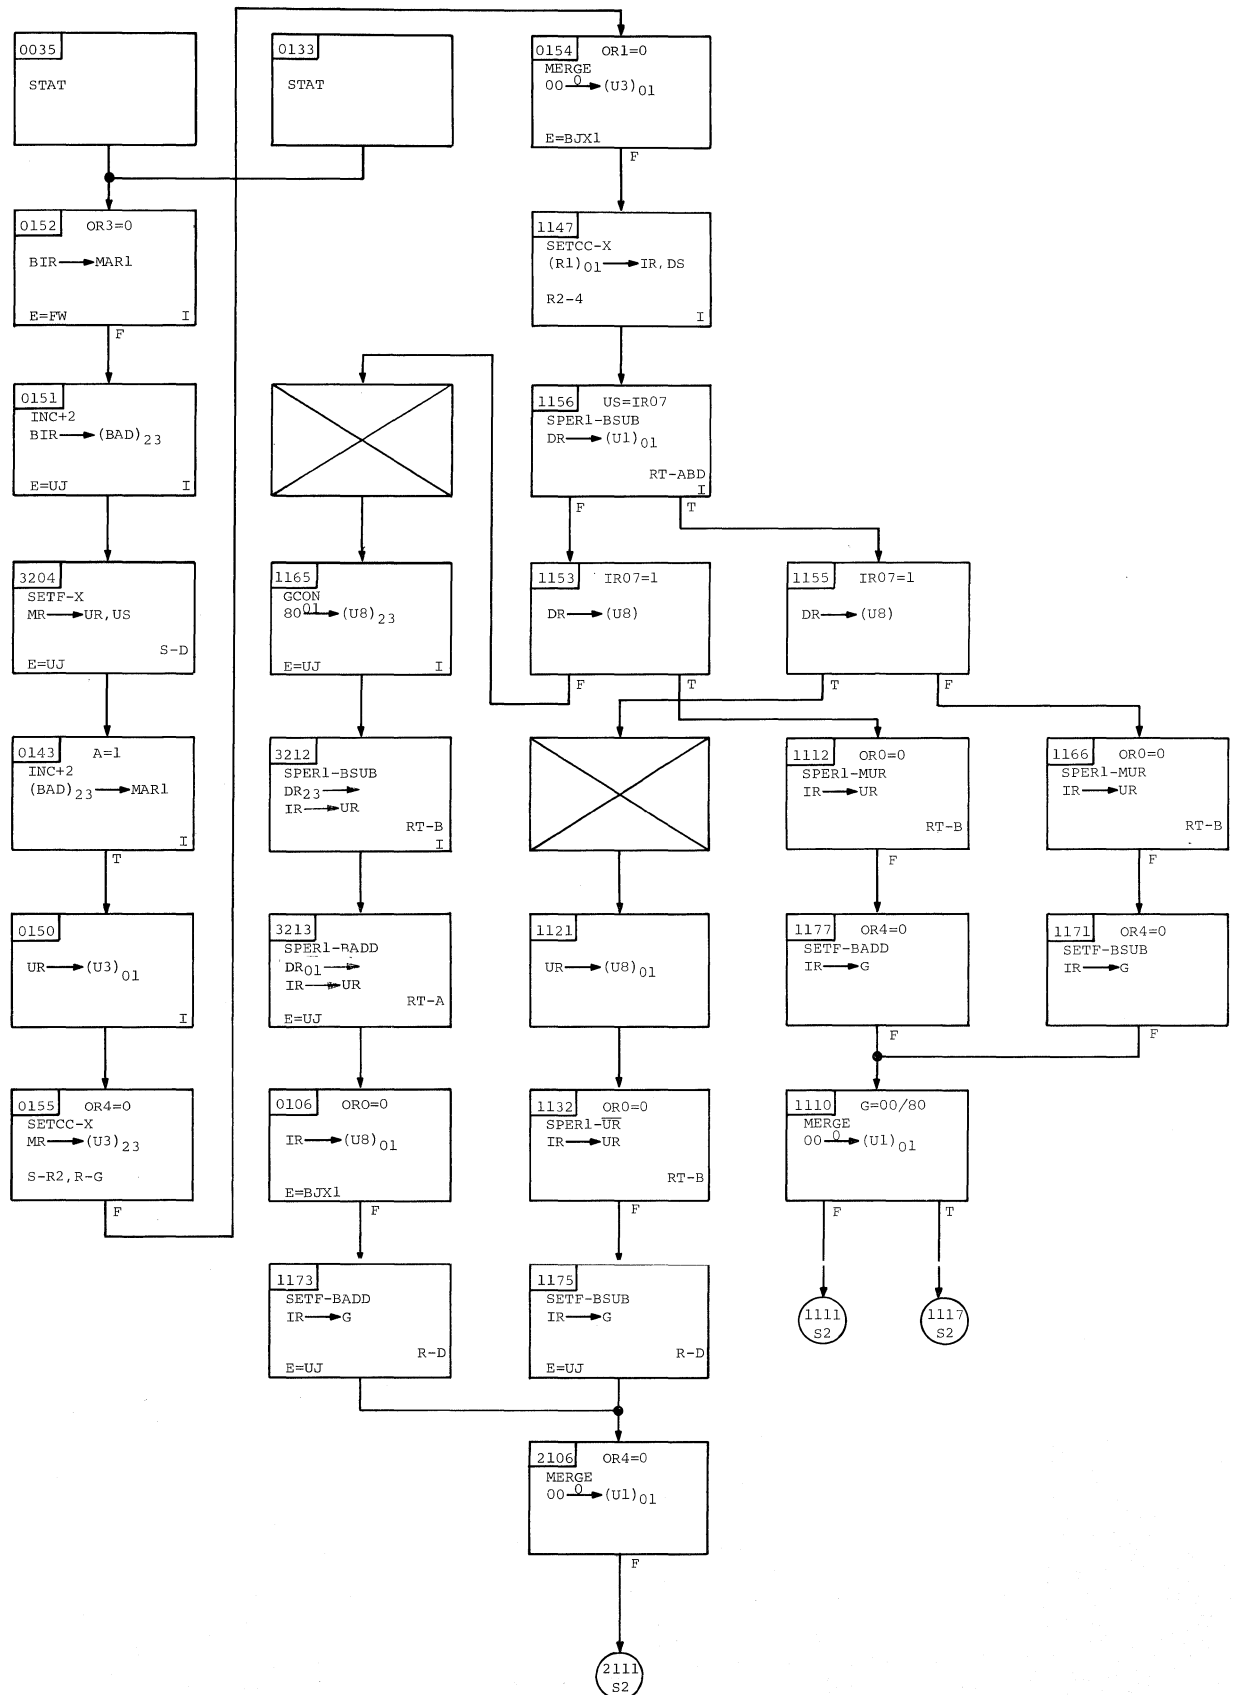 0035
STAT
0133
STAT
0154 OR1=0
MERGE
00 0 (U3)01
E=BJX1
F
0152 OR3=0
BIR MAR1
E=FW I
F
1147
SETCC-X
(R1)01 IR,DS
R2-4
I
0151
INC+2
BIR (BAD)23
E=UJ I
1156 US=IR07
SPER1-BSUB
DR (U1)01
RT-ABD
I
F T
3204
SETF-X
MR UR,US
S-D
E=UJ
1165
GCON
80 01 (U8)23
E=UJ I
1153 IR07=1
DR (U8)
F T
1155 IR07=1
DR (U8)
T F
0143 A=1
INC+2
(BAD)23 MAR1
I
T
3212
SPER1-BSUB
DR23
IR UR
RT-B
I
1112 OR0=0
SPER1-MUR
IR UR
RT-B
F
1166 OR0=0
SPER1-MUR
IR UR
RT-B
F
0150
UR (U3)01
I
3213
SPER1-BADD
DR01
IR UR
RT-A
E=UJ
1121
UR (U8)01
1177 OR4=0
SETF-BADD
IR G
F
1171 OR4=0
SETF-BSUB
IR G
F
0155 OR4=0
SETCC-X
MR (U3)23
S-R2,R-G
F
0106 OR0=0
IR (U8)01
E=BJX1
F
1132 OR0=0
SPER1-U̅R̅
IR UR
RT-B
F
1110 G=00/80
MERGE
00 0 (U1)01
F T
1173
SETF-BADD
IR G
R-D
E=UJ
1175
SETF-BSUB
IR G
R-D
E=UJ
1111
S2
1117
S2
2106 OR4=0
MERGE
00 0 (U1)01
F
2111
S2